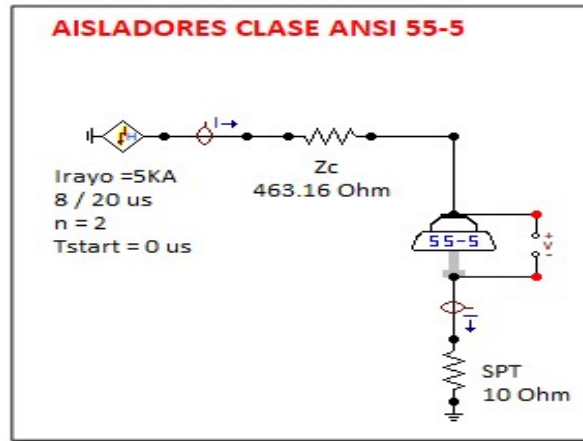 AISLADORES CLASE ANSI 55-5
H
I
Irayo =5KA
8 / 20 us
n = 2
Tstart = 0 us
Zc
463.16 Ohm
55-5
+
v
-
I
SPT
10 Ohm